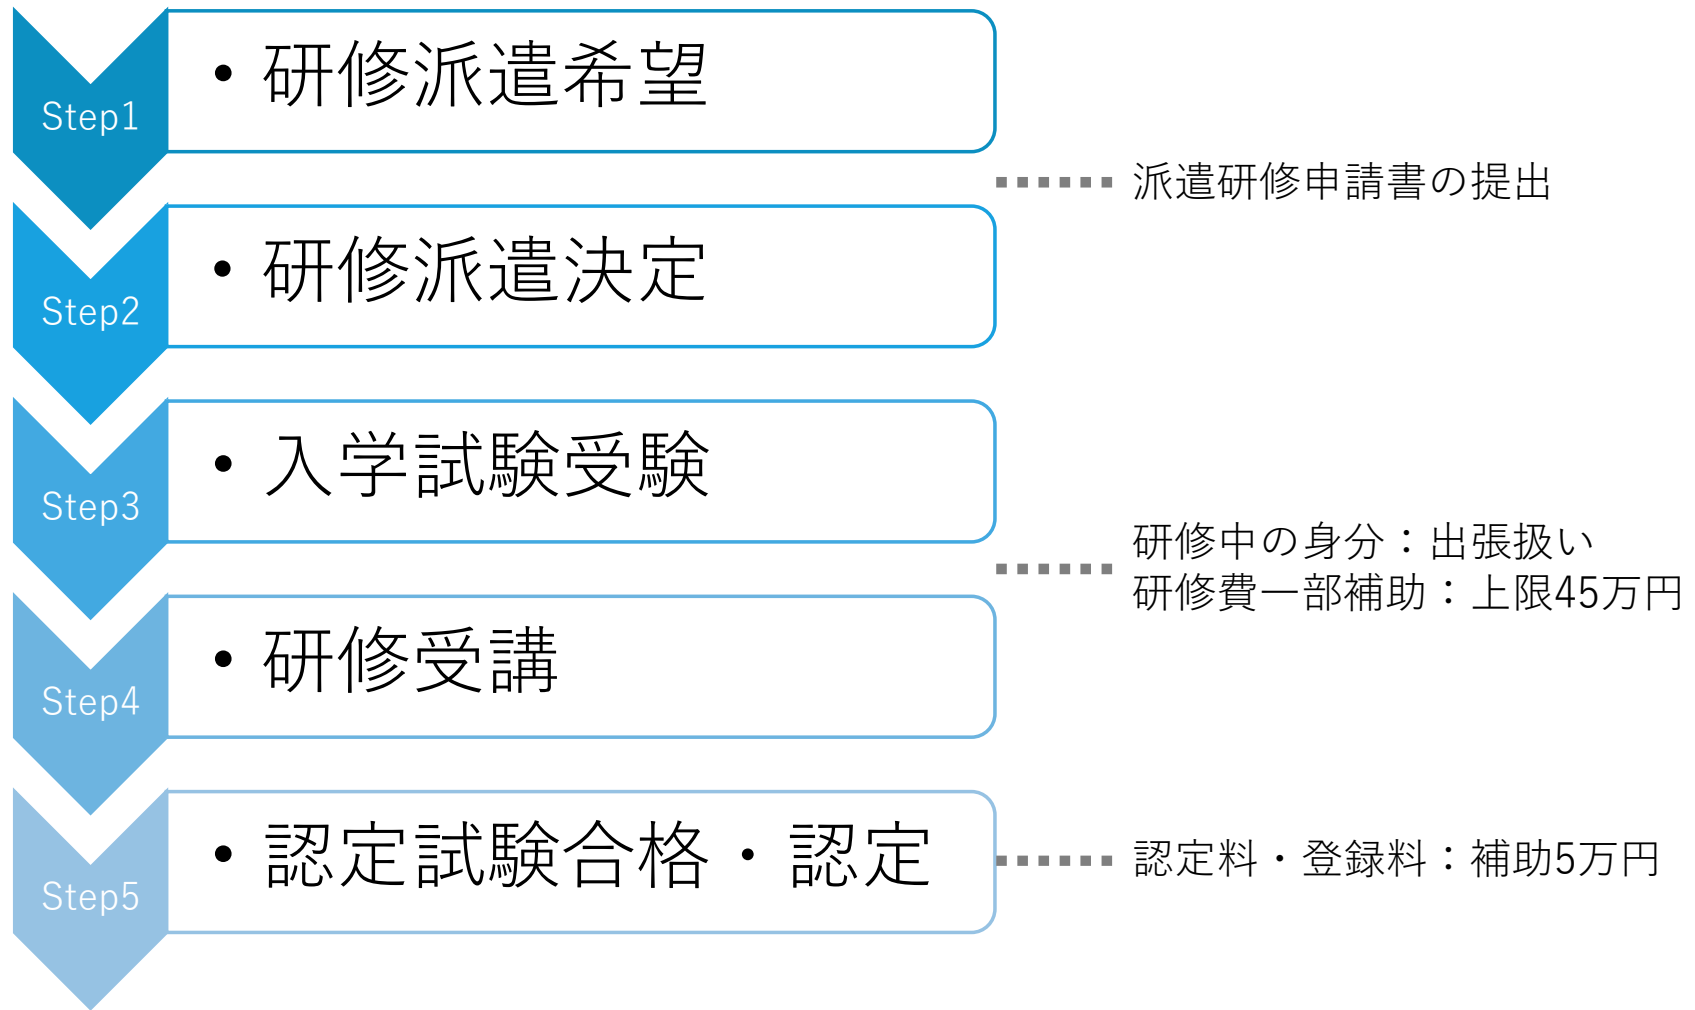 Step1
• 研修派遣希望
派遣研修申請書の提出
Step2
• 研修派遣決定
Step3
• 入学試験受験
研修中の身分：出張扱い
研修費一部補助：上限45万円
Step4
• 研修受講
Step5
• 認定試験合格・認定
認定料・登録料：補助5万円